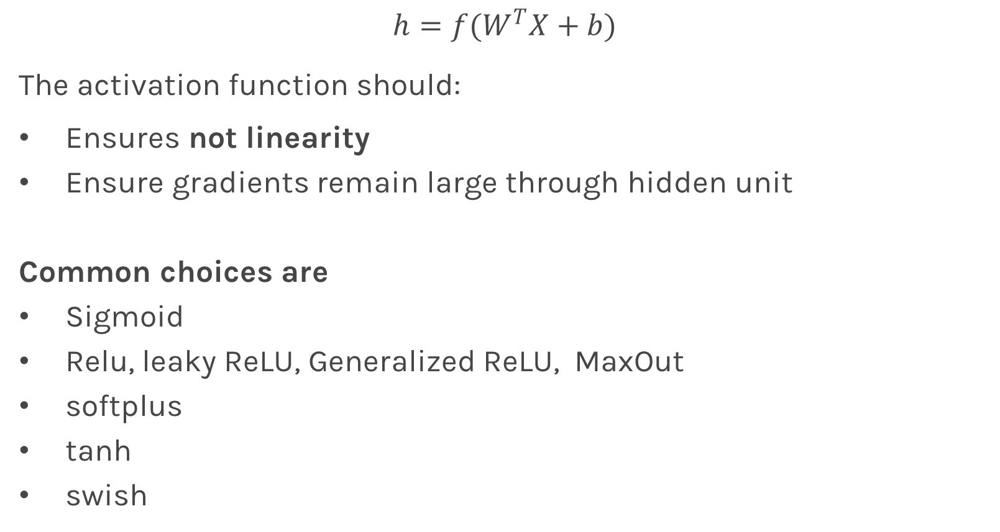 h = f(W^T X + b)
The activation function should:
• Ensures not linearity
• Ensure gradients remain large through hidden unit
Common choices are
• Sigmoid
• Relu, leaky ReLU, Generalized ReLU, MaxOut
• softplus
• tanh
• swish